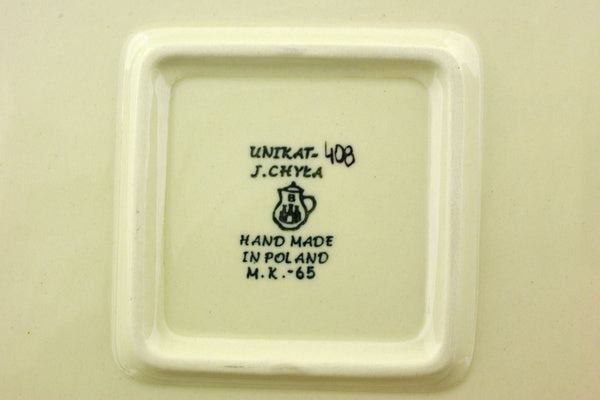 UNIKAT-408
J.CHYŁA
B
HAND MADE
IN POLAND
M.K.-65